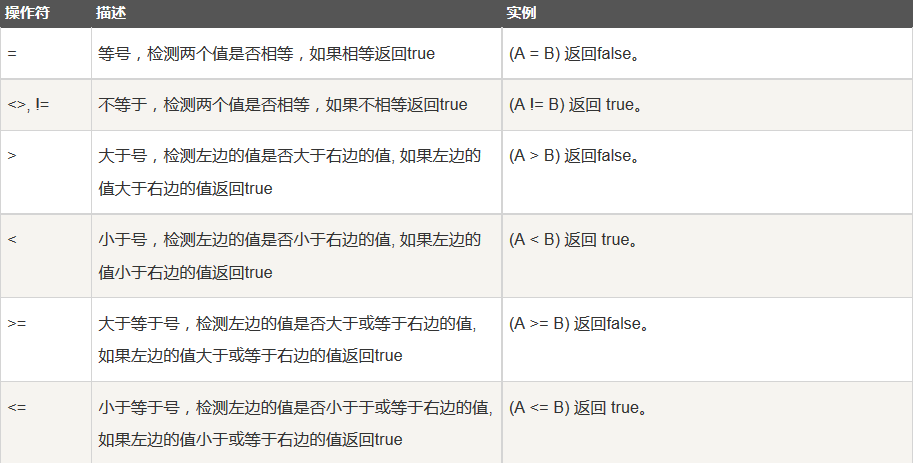 操作符 描述 实例
= 等号，检测两个值是否相等，如果相等返回true (A = B) 返回false。
<>, != 不等于，检测两个值是否相等，如果不相等返回true (A != B) 返回 true。
> 大于号，检测左边的值是否大于右边的值, 如果左边的 (A > B) 返回false。
值大于右边的值返回true
< 小于号，检测左边的值是否小于右边的值, 如果左边的 (A < B) 返回 true。
值小于右边的值返回true
>= 大于等于号，检测左边的值是否大于或等于右边的值, (A >= B) 返回false。
如果左边的值大于或等于右边的值返回true
<= 小于等于号，检测左边的值是否小于于或等于右边的值, (A <= B) 返回 true。
如果左边的值小于或等于右边的值返回true